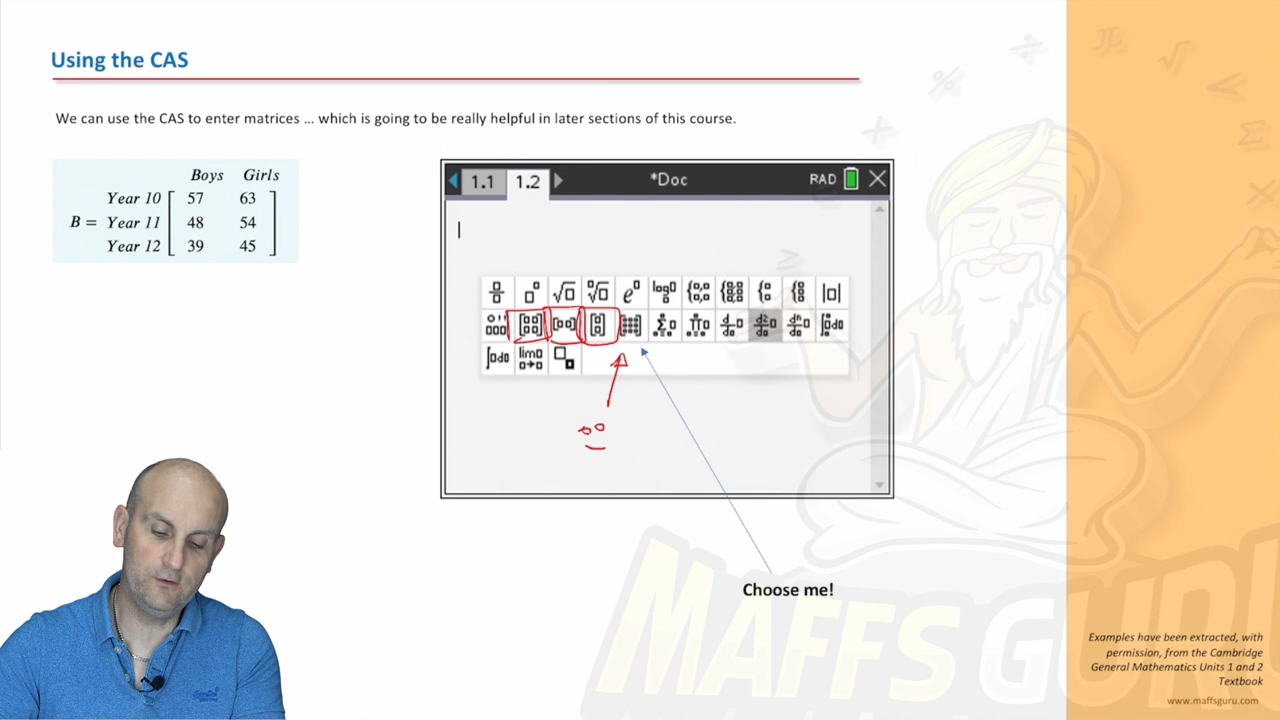 Using the CAS
We can use the CAS to enter matrices ... which is going to be really helpful in later sections of this course.
Boys Girls
Year 10 57 63
B = Year 11 48 54
Year 12 39 45
1.1 1.2 *Doc RAD
Choose me!
MAFFS GURU
Examples have been extracted, with
permission, from the Cambridge
General Mathematics Units 1 and 2
Textbook
www.maffsguru.com